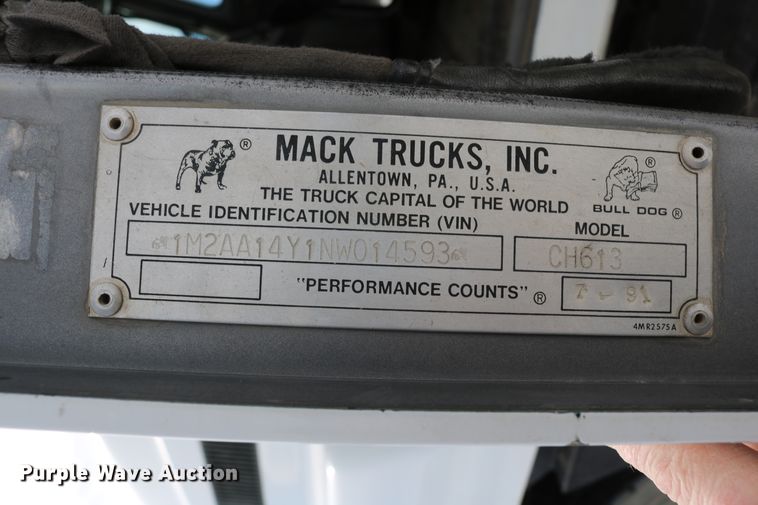 MACK TRUCKS, INC.
ALLENTOWN, PA., U.S.A.
THE TRUCK CAPITAL OF THE WORLD
® ®
BULL DOG ®
VEHICLE IDENTIFICATION NUMBER (VIN) MODEL
1M2AA14Y1NW014593 CH613
"PERFORMANCE COUNTS" ® 7-91
4MR2575A
Purple Wave Auction